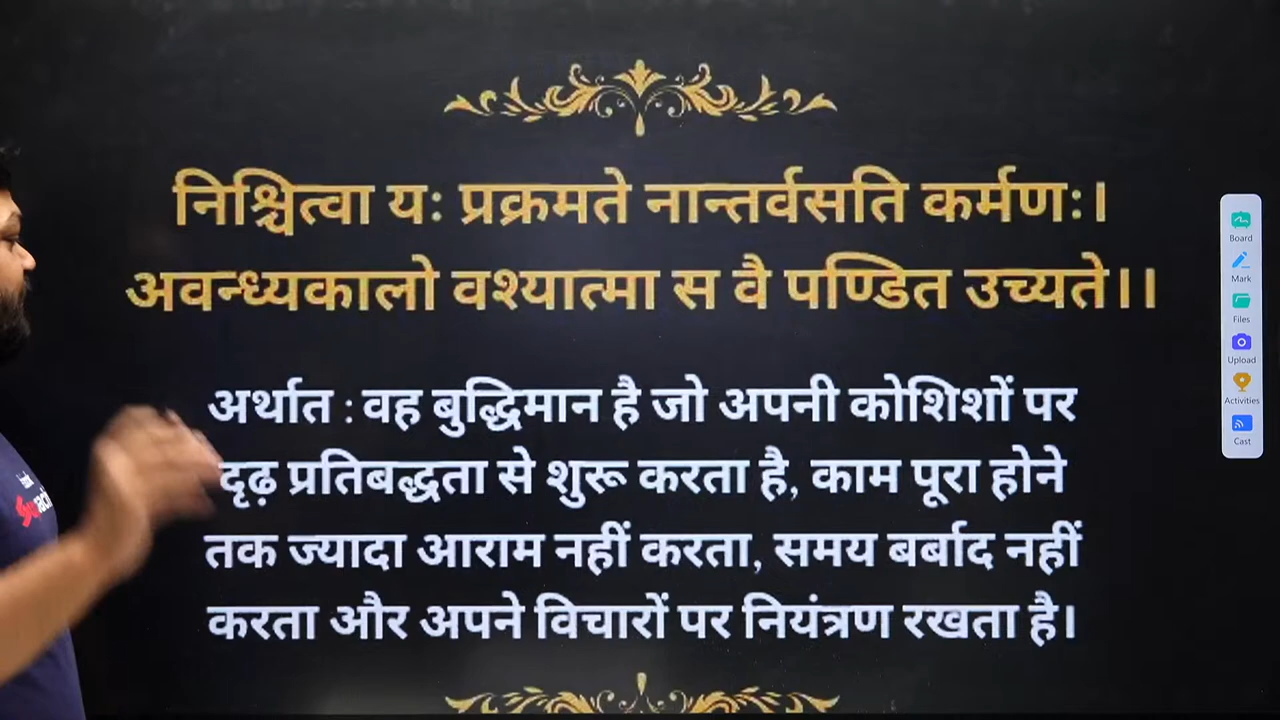 निश्चित्वा यः प्रक्रमते नान्तर्वसति कर्मणः।
अवन्ध्यकालो वश्यात्मा स वै पण्डित उच्यते।।
अर्थात : वह बुद्धिमान है जो अपनी कोशिशों पर
दृढ़ प्रतिबद्धता से शुरू करता है, काम पूरा होने
तक ज्यादा आराम नहीं करता, समय बर्बाद नहीं
करता और अपने विचारों पर नियंत्रण रखता है।
Board
Mark
Files
Upload
Activities
Cast